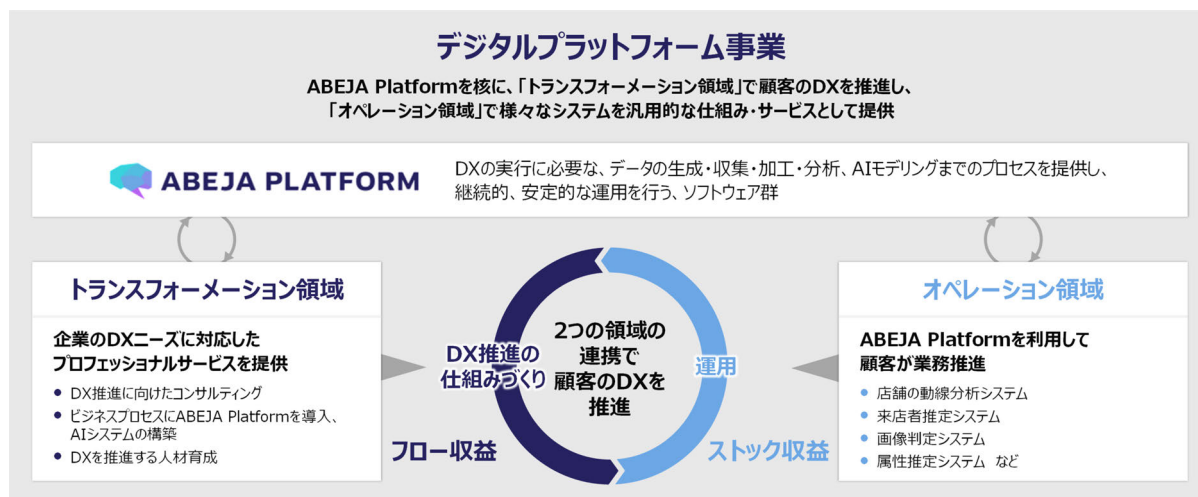 デジタルプラットフォーム事業
ABEJA Platformを核に、「トランスフォーメーション領域」で顧客のDXを推進し、
「オペレーション領域」で様々なシステムを汎用的な仕組み・サービスとして提供
ABEJA PLATFORM
DXの実行に必要な、データの生成・収集・加工・分析、AIモデリングまでのプロセスを提供し、
継続的、安定的な運用を行う、ソフトウェア群
トランスフォーメーション領域
企業のDXニーズに対応した
プロフェッショナルサービスを提供
● DX推進に向けたコンサルティング
● ビジネスプロセスにABEJA Platformを導入、
AIシステムの構築
● DXを推進する人材育成
DX推進の
仕組みづくり
フロー収益
2つの領域の
連携で
顧客のDXを
推進
運用
ストック収益
オペレーション領域
ABEJA Platformを利用して
顧客が業務推進
● 店舗の動線分析システム
● 来店者推定システム
● 画像判定システム
● 属性推定システム など